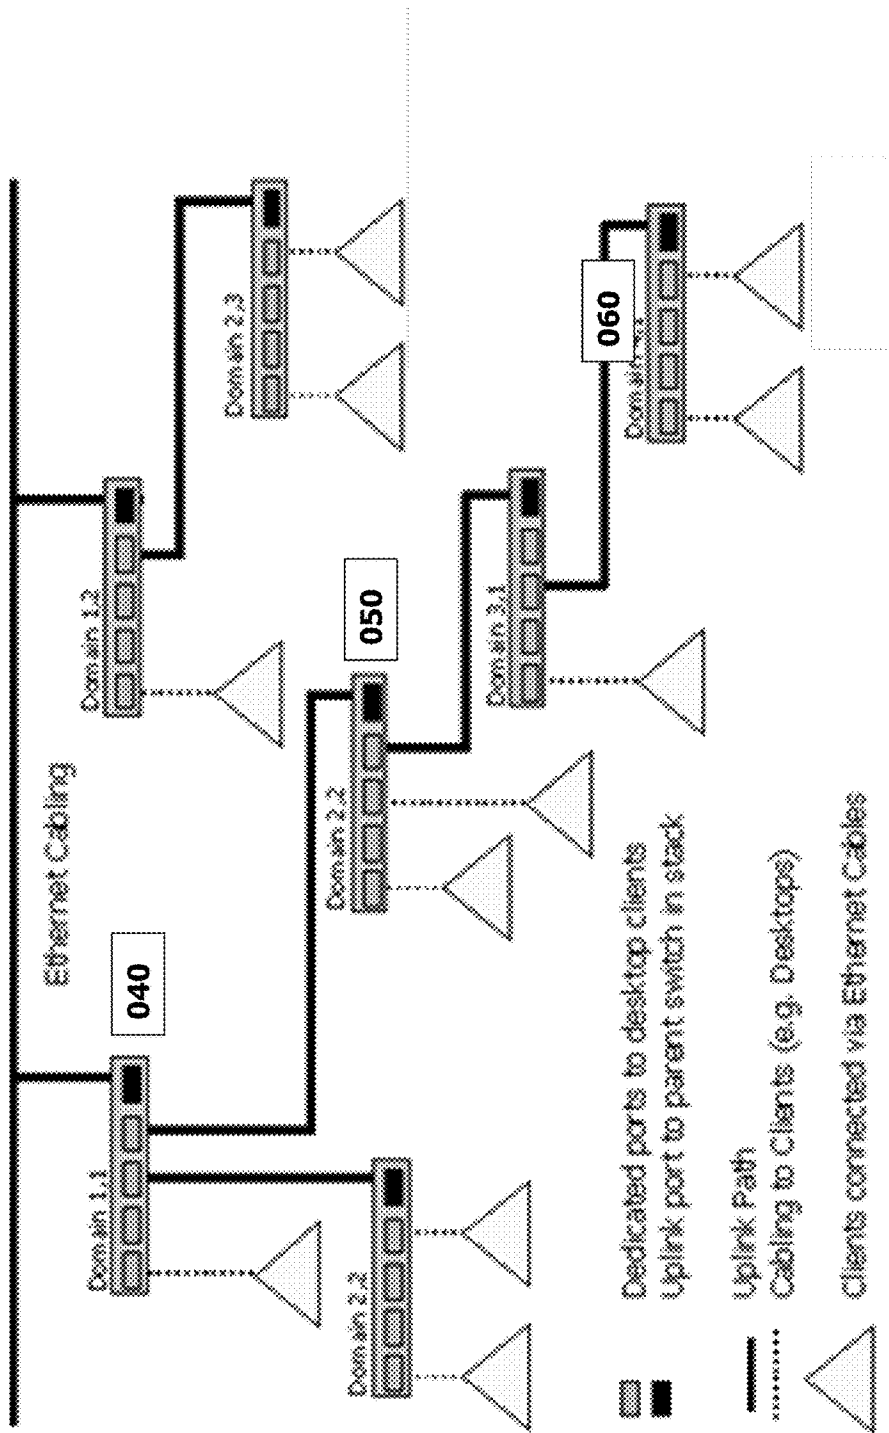 Ethernet Cabling
Domain 1.1
040
Domain 1.2
Domain 2.3
Domain 2.2
Domain 2.2
050
Domain 3.1
060
Domain
Dedicated ports to desktop clients
Uplink port to parent switch in stack
Uplink Path
Cabling to Clients (e.g. Desktops)
Clients connected via Ethernet Cables